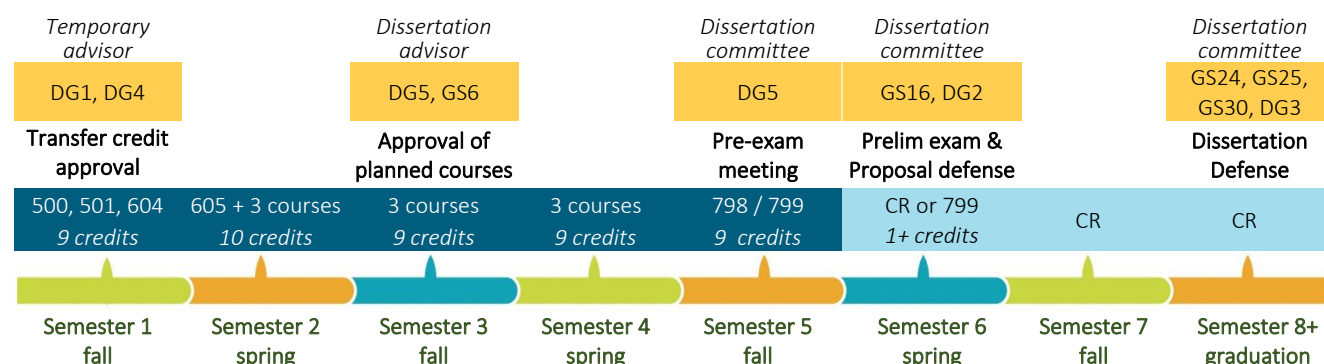 Temporary
advisor
Dissertation
advisor
Dissertation
committee
Dissertation
committee
Dissertation
committee
DG1, DG4
DG5, GS6
DG5
GS16, DG2
GS24, GS25,
GS30, DG3
Transfer credit
approval
Approval of
planned courses
Pre-exam
meeting
Prelim exam &
Proposal defense
Dissertation
Defense
500, 501, 604
9 credits
605 + 3 courses
10 credits
3 courses
9 credits
3 courses
9 credits
798 / 799
9 credits
CR or 799
1+ credits
CR
CR
Semester 1
fall
Semester 2
spring
Semester 3
fall
Semester 4
spring
Semester 5
fall
Semester 6
spring
Semester 7
fall
Semester 8+
graduation